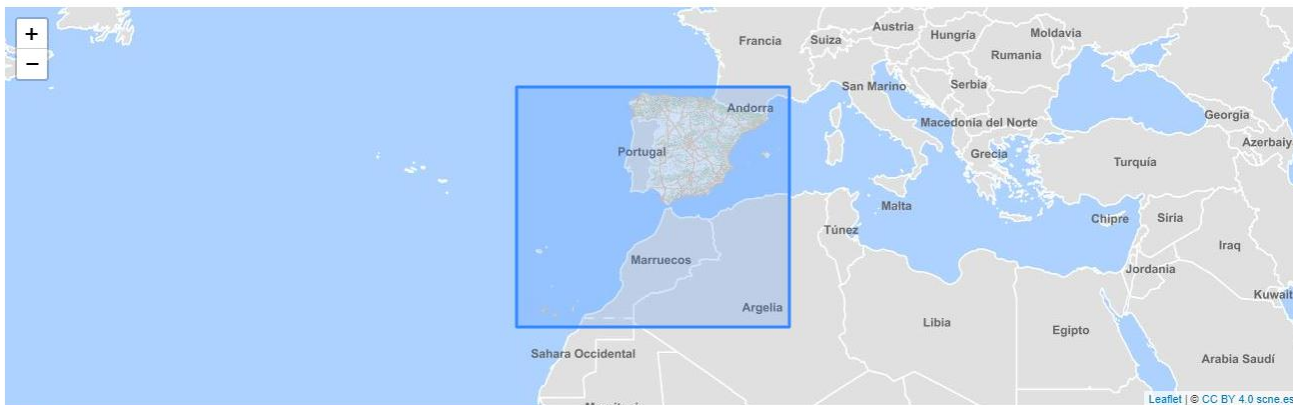 +
−
Francia
Suiza
Austria
Hungría
Moldavia
Rumania
San Marino
Serbia
Andorra
Macedonia del Norte
Georgia
Azerbaiy
Portugal
Grecia
Turquía
Malta
Chipre
Siria
Túnez
Iraq
Marruecos
Jordania
Kuwait
Argelia
Libia
Egipto
Sahara Occidental
Arabia Saudí
Leaflet | © CC BY 4.0 scne.es